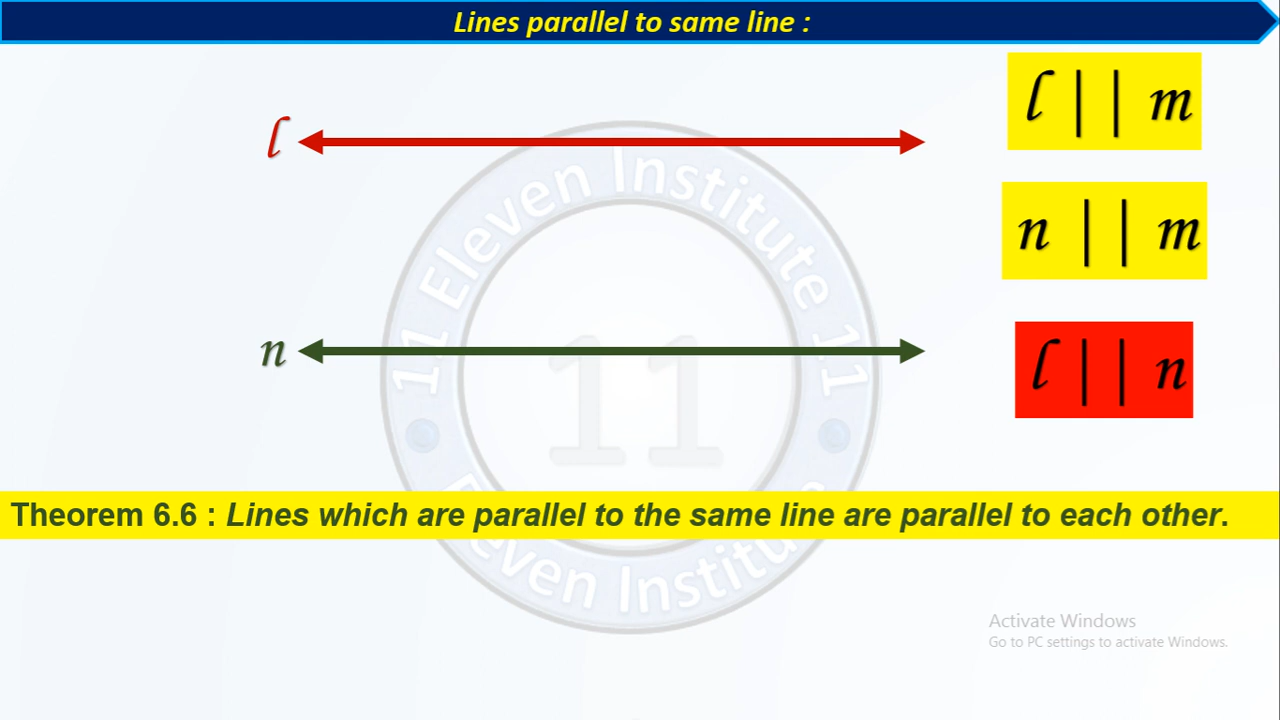 Lines parallel to same line :
l
l || m
n || m
n
l || n
11 Eleven Institute 11
11
Eleven Institute
Theorem 6.6 : Lines which are parallel to the same line are parallel to each other.
Activate Windows
Go to PC settings to activate Windows.